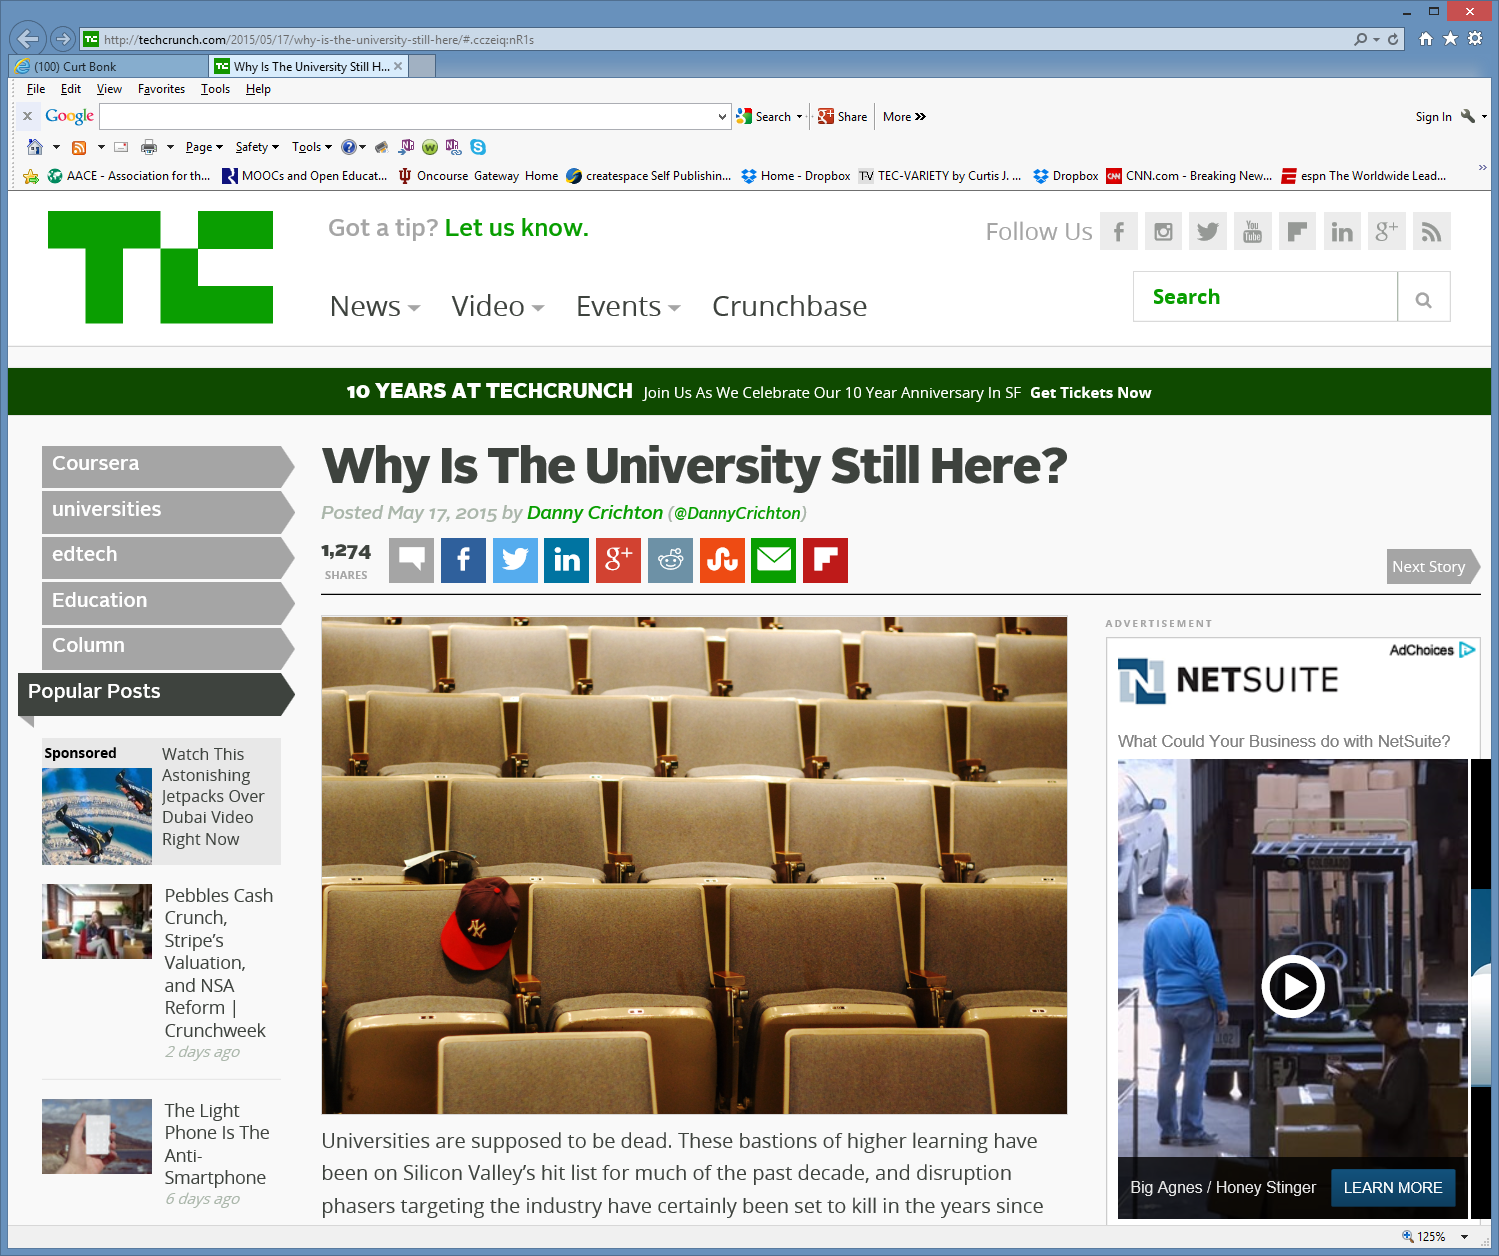 http://techcrunch.com/2015/05/17/why-is-the-university-still-here/#.cczeiq:nR1s
(100) Curt Bonk
Why Is The University Still H...
File Edit View Favorites Tools Help
x Google Search Share More »
Sign In
Page Safety Tools
AACE - Association for th...
MOOCs and Open Educat...
Oncourse Gateway Home
createspace Self Publishin...
Home - Dropbox
TEC-VARIETY by Curtis J. ...
Dropbox
CNN.com - Breaking New...
espn The Worldwide Lead...
TC
Got a tip? Let us know.
Follow Us
News Video Events Crunchbase
Search
10 YEARS AT TECHCRUNCH Join Us As We Celebrate Our 10 Year Anniversary In SF Get Tickets Now
Coursera
universities
edtech
Education
Column
Popular Posts
Sponsored
Watch This
Astonishing
Jetpacks Over
Dubai Video
Right Now
Pebbles Cash
Crunch,
Stripe's
Valuation,
and NSA
Reform |
Crunchweek
2 days ago
The Light
Phone Is The
Anti-
Smartphone
6 days ago
Why Is The University Still Here?
Posted May 17, 2015 by Danny Crichton (@DannyCrichton)
1,274
SHARES
Next Story
Universities are supposed to be dead. These bastions of higher learning have
been on Silicon Valley's hit list for much of the past decade, and disruption
phasers targeting the industry have certainly been set to kill in the years since
ADVERTISEMENT
AdChoices
NETSUITE
What Could Your Business do with NetSuite?
COLORADO
Big Agnes / Honey Stinger LEARN MORE
125%